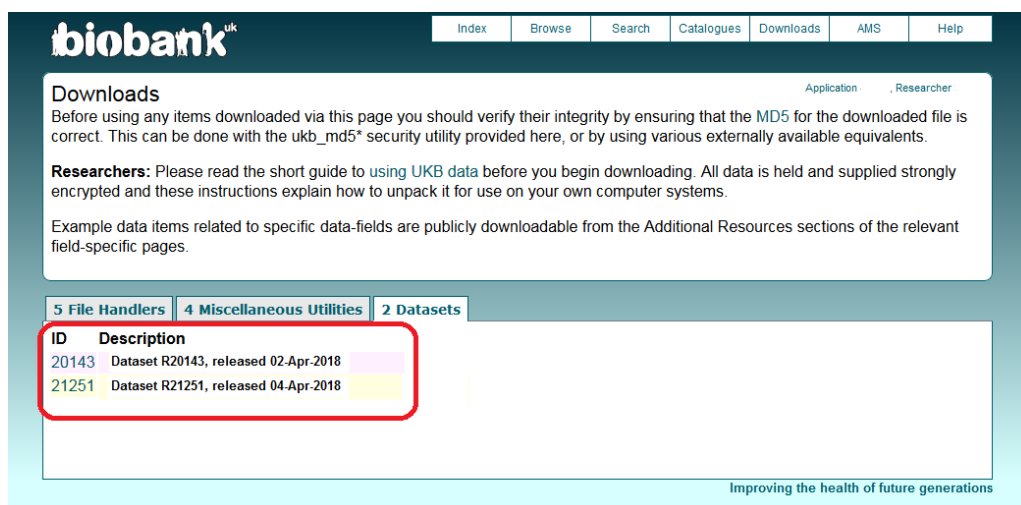 biobank uk
Index Browse Search Catalogues Downloads AMS Help
Downloads
Application , Researcher
Before using any items downloaded via this page you should verify their integrity by ensuring that the MD5 for the downloaded file is
correct. This can be done with the ukb_md5* security utility provided here, or by using various externally available equivalents.
Researchers: Please read the short guide to using UKB data before you begin downloading. All data is held and supplied strongly
encrypted and these instructions explain how to unpack it for use on your own computer systems.
Example data items related to specific data-fields are publicly downloadable from the Additional Resources sections of the relevant
field-specific pages.
5 File Handlers 4 Miscellaneous Utilities 2 Datasets
ID Description
20143 Dataset R20143, released 02-Apr-2018
21251 Dataset R21251, released 04-Apr-2018
Improving the health of future generations